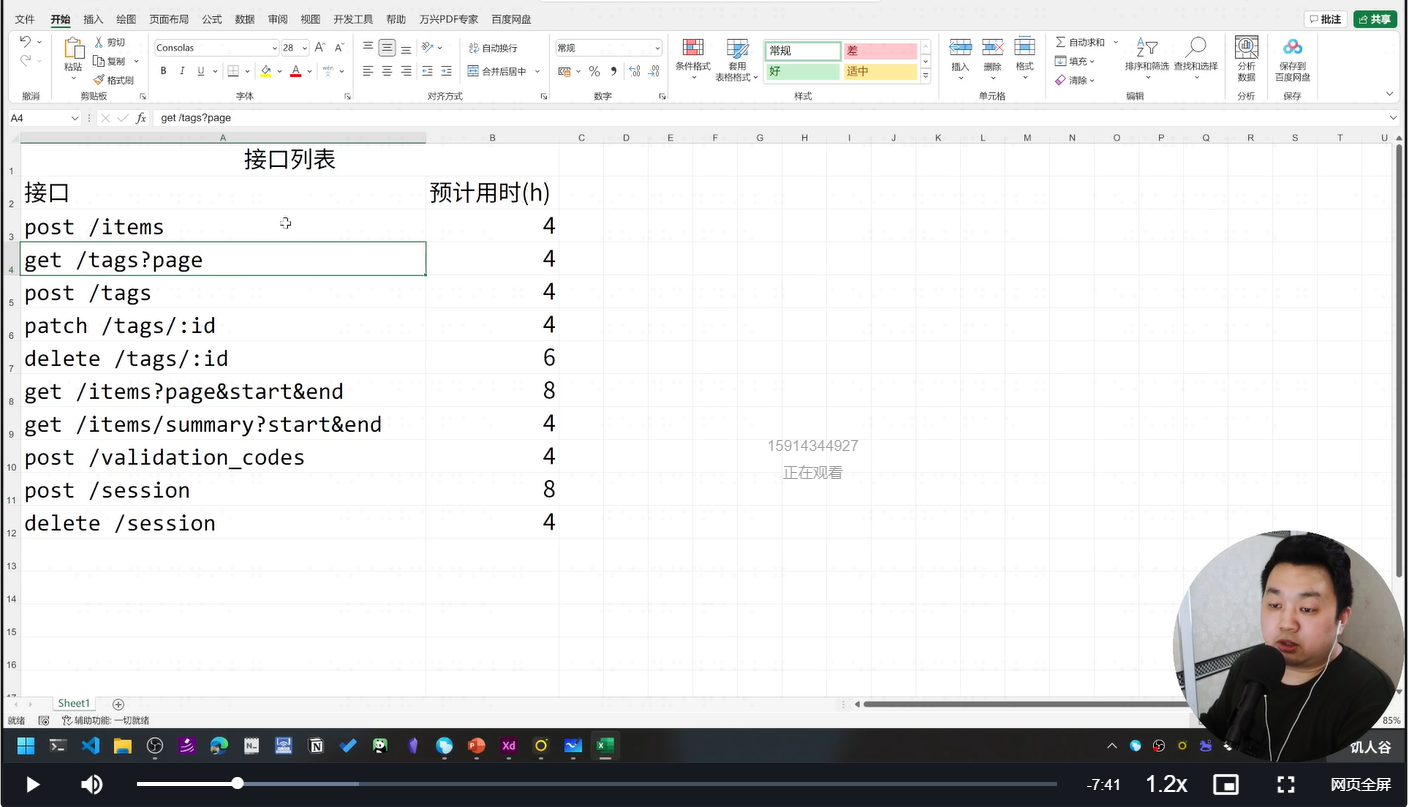 文件 开始 插入 绘图 页面布局 公式 数据 审阅 视图 开发工具 帮助 万兴PDF专家 百度网盘 批注 共享
剪切 Consolas 28 自动换行 常规 常规 差 自动求和
粘贴 复制 条件格式 套用 插入 删除 格式 填充 排序和筛选 查找和选择 分析 保存到
格式刷 B I U A 合并后居中 % 表格格式 好 适中 清除 数据 百度网盘
撤消 剪贴板 字体 对齐方式 数字 样式 单元格 编辑 分析 保存
A4 fx get /tags?page
A B C D E F G H I J K L M N O P Q R S T U
1 接口列表
2 接口 预计用时(h)
3 post /items 4
4 get /tags?page 4
5 post /tags 4
6 patch /tags/:id 4
7 delete /tags/:id 6
8 get /items?page&start&end 8
9 get /items/summary?start&end 4
10 post /validation_codes 4
11 post /session 8
12 delete /session 4
13
14
15
16
17
15914344927
正在观看
Sheet1
就绪 辅助功能: 一切就绪 85%
饥人谷
-7:41 1.2x 网页全屏